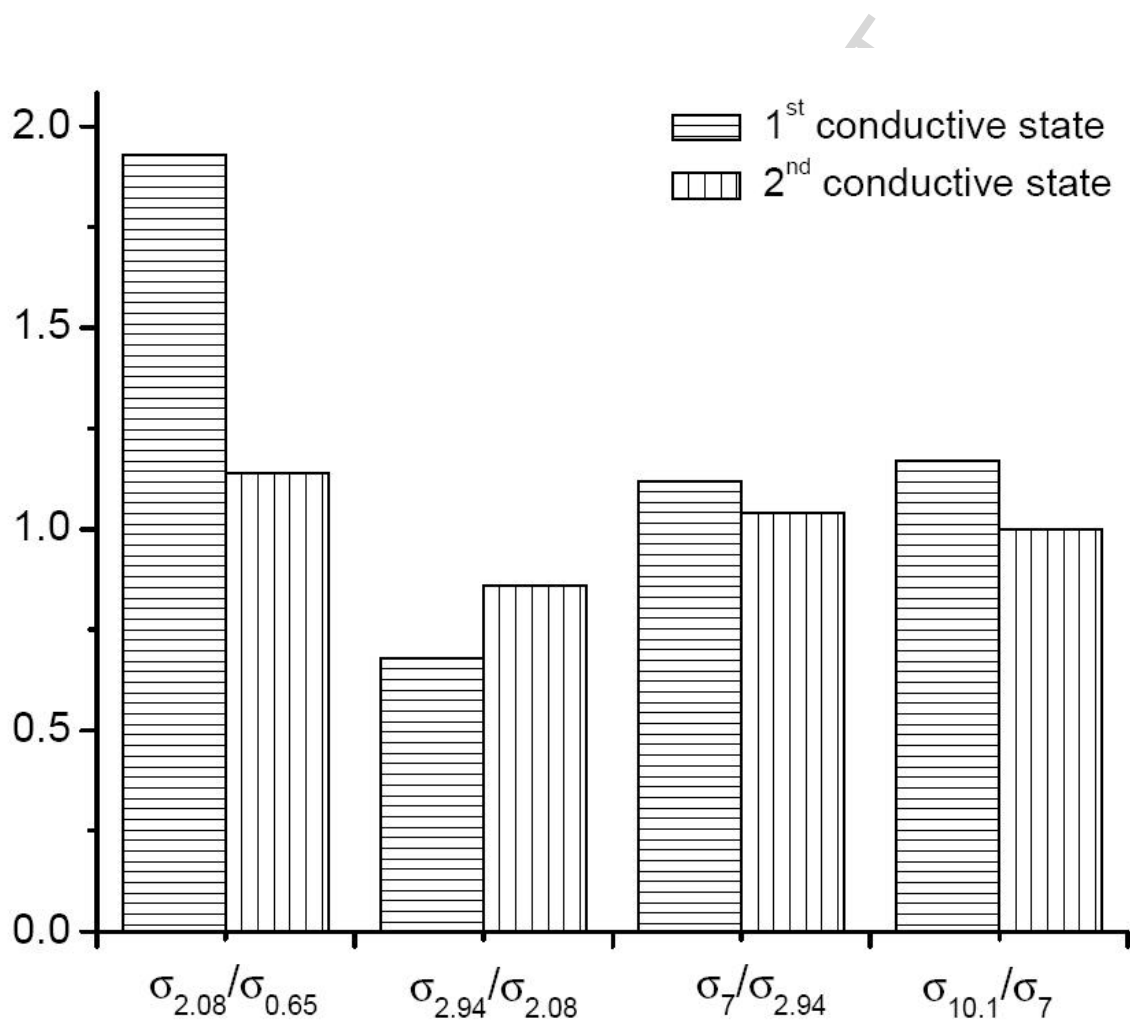 2.0
1st conductive state
2nd conductive state
1.5
1.0
0.5
0.0
σ2.08/σ0.65
σ2.94/σ2.08
σ7/σ2.94
σ10.1/σ7